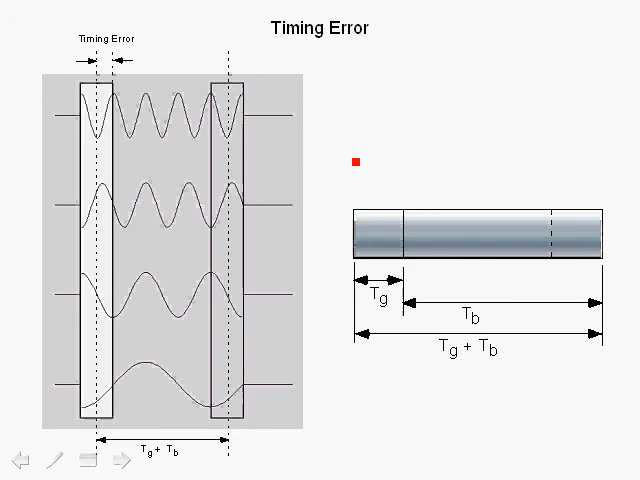 Timing Error
Timing Error
Tg
Tb
Tg + Tb
Tg + Tb